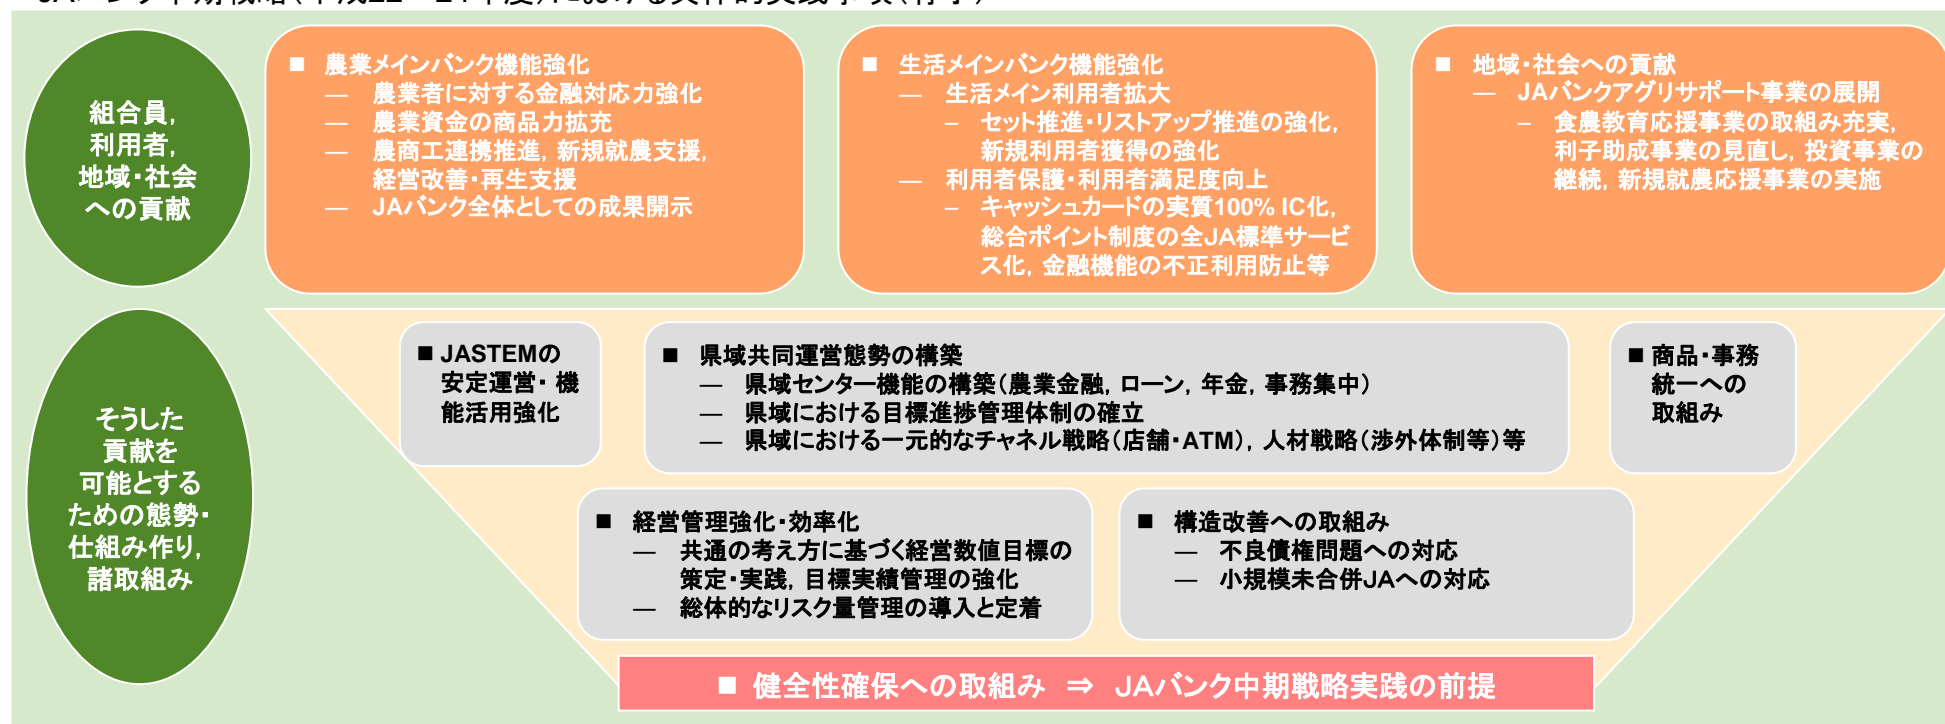 組合員,
利用者,
地域・社会
への貢献
■ 農業メインバンク機能強化
— 農業者に対する金融対応力強化
— 農業資金の商品力拡充
— 農商工連携推進, 新規就農支援,
経営改善・再生支援
— JAバンク全体としての成果開示
■ 生活メインバンク機能強化
— 生活メイン利用者拡大
– セット推進・リストアップ推進の強化,
新規利用者獲得の強化
— 利用者保護・利用者満足度向上
– キャッシュカードの実質100% IC化,
総合ポイント制度の全JA標準サービ
ス化, 金融機能の不正利用防止等
■ 地域・社会への貢献
— JAバンクアグリサポート事業の展開
– 食農教育応援事業の取組み充実,
利子助成事業の見直し, 投資事業の
継続, 新規就農応援事業の実施
そうした
貢献を
可能とする
ための態勢・
仕組み作り,
諸取組み
■ JASTEMの
安定運営・ 機
能活用強化
■ 県域共同運営態勢の構築
— 県域センター機能の構築(農業金融, ローン, 年金, 事務集中)
— 県域における目標進捗管理体制の確立
— 県域における一元的なチャネル戦略(店舗・ATM), 人材戦略(渉外体制等)等
■ 商品・事務
統一への
取組み
■ 経営管理強化・効率化
— 共通の考え方に基づく経営数値目標の
策定・実践, 目標実績管理の強化
— 総体的なリスク量管理の導入と定着
■ 構造改善への取組み
— 不良債権問題への対応
— 小規模未合併JAへの対応
■ 健全性確保への取組み ⇒ JAバンク中期戦略実践の前提